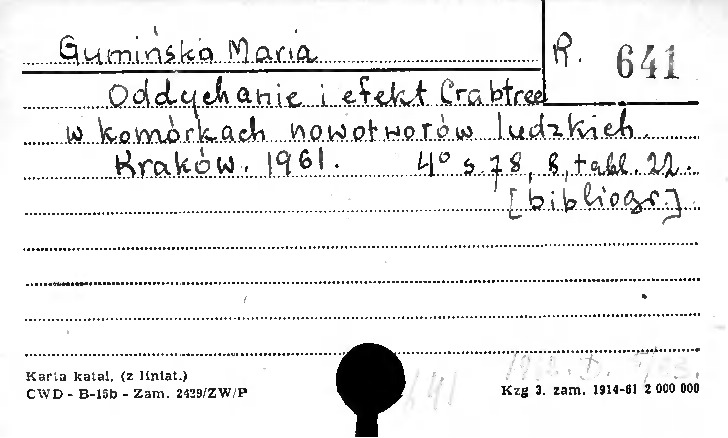 Gumińska Maria R. 641
Oddychanie i efekt Crabtree
w komórkach nowotworów ludzkich.
Kraków. 1961. 4° s. 78, 8, tabl. 22.
[bibliogr.]
Karta katal. (z liniat.)
CWD - B-15b - Zam. 2429/ZW/P
Kzg 3. zam. 1914-61 2 000 000